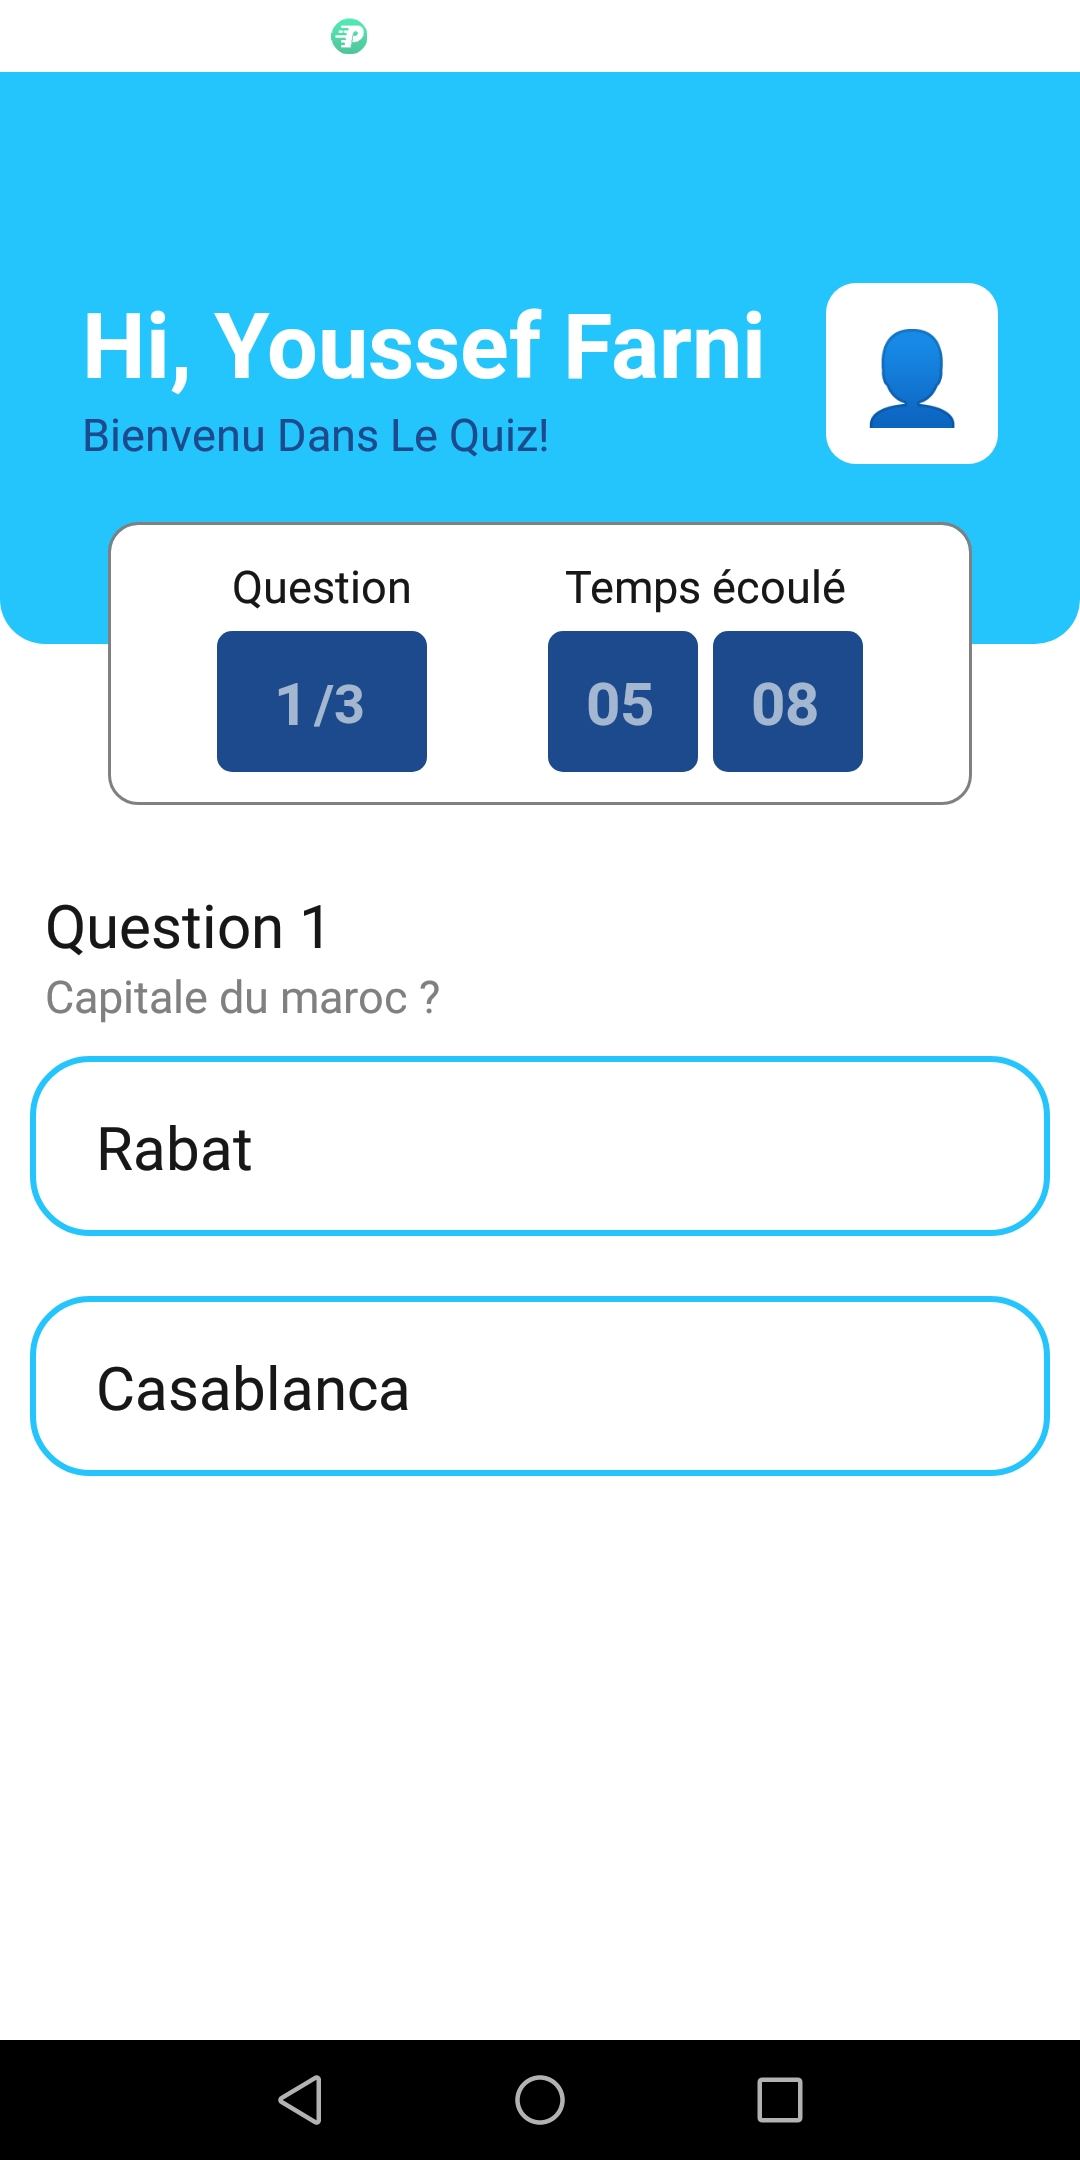 Hi, Youssef Farni
Bienvenu Dans Le Quiz!
Question
Temps écoulé
1/3
05 08
Question 1
Capitale du maroc ?
Rabat
Casablanca